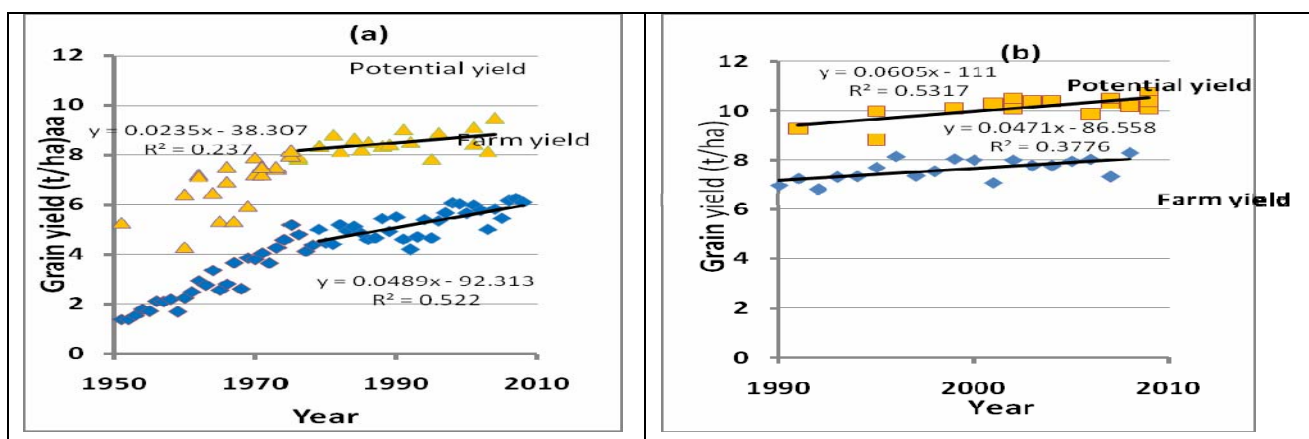 (a)
12
Potential yield
10
y = 0.0235x - 38.307
R² = 0.237
Farm yield
8
6
4
y = 0.0489x - 92.313
R² = 0.522
2
0
1950
1970
1990
2010
Year
Grain yield (t/ha)aa
(b)
12
y = 0.0605x - 111
R² = 0.5317
Potential yield
10
y = 0.0471x - 86.558
R² = 0.3776
8
Farm yield
6
4
2
0
1990
2000
2010
Year
Grain yield (t/ha)